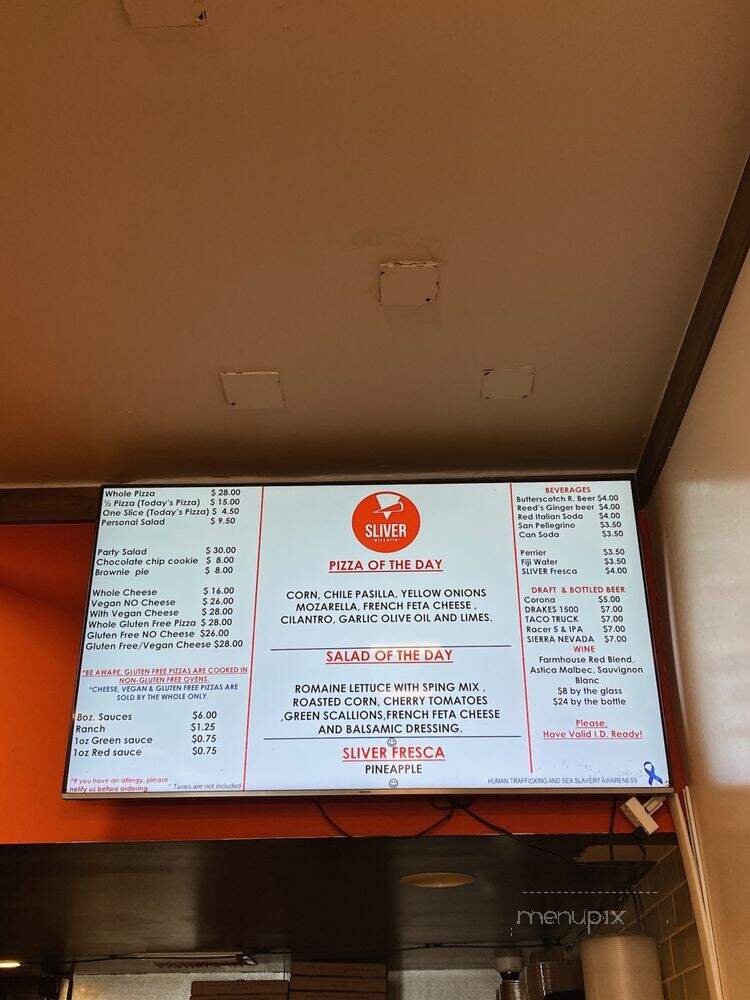 Whole Pizza $ 28.00
½ Pizza (Today's Pizza) $ 15.00
One Slice (Today's Pizza) $ 4.50
Personal Salad $ 9.50
Party Salad $ 30.00
Chocolate chip cookie $ 8.00
Brownie pie $ 8.00
Whole Cheese $ 16.00
Vegan NO Cheese $ 26.00
With Vegan Cheese $ 28.00
Whole Gluten Free Pizza $ 28.00
Gluten Free NO Cheese $26.00
Gluten Free/Vegan Cheese $28.00
*BE AWARE, GLUTEN FREE PIZZAS ARE COOKED IN
NON-GLUTEN FREE OVENS.
*CHEESE, VEGAN & GLUTEN FREE PIZZAS ARE
SOLD BY THE WHOLE ONLY.
8oz. Sauces $6.00
Ranch $1.25
1oz Green sauce $0.75
1oz Red sauce $0.75
*If you have an allergy, please
notify us before ordering.
* Taxes are not included
SLIVER
PIZZERIA
PIZZA OF THE DAY
CORN, CHILE PASILLA, YELLOW ONIONS
MOZARELLA, FRENCH FETA CHEESE ,
CILANTRO, GARLIC OLIVE OIL AND LIMES.
SALAD OF THE DAY
ROMAINE LETTUCE WITH SPING MIX ,
ROASTED CORN, CHERRY TOMATOES
,GREEN SCALLIONS,FRENCH FETA CHEESE
AND BALSAMIC DRESSING.
SLIVER FRESCA
PINEAPPLE
BEVERAGES
Butterscotch R. Beer $4.00
Reed's Ginger beer $4.00
Red Italian Soda $4.00
San Pellegrino $3.50
Can Soda $3.50
Perrier $3.50
Fiji Water $3.50
SLIVER Fresca $4.00
DRAFT & BOTTLED BEER
Corona $5.00
DRAKES 1500 $7.00
TACO TRUCK $7.00
Racer 5 & IPA $7.00
SIERRA NEVADA $7.00
WINE
Farmhouse Red Blend,
Astica Malbec, Sauvignon
Blanc
$8 by the glass
$24 by the bottle
Please,
Have Valid I.D. Ready!
HUMAN TRAFFICKING AND SEX SLAVERY AWARENESS
menupix